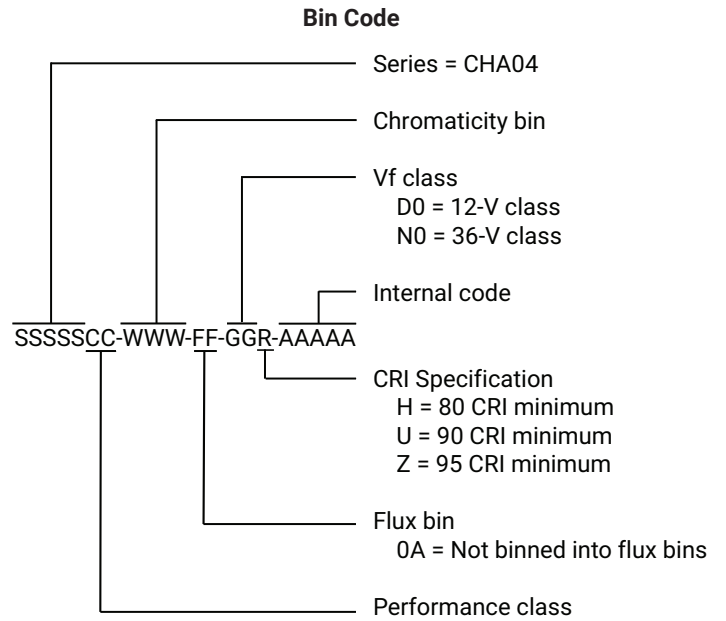 Bin Code
Series = CHA04
Chromaticity bin
Vf class
D0 = 12-V class
N0 = 36-V class
Internal code
SSSSSCC-WWW-FF-GGR-AAAAA
CRI Specification
H = 80 CRI minimum
U = 90 CRI minimum
Z = 95 CRI minimum
Flux bin
0A = Not binned into flux bins
Performance class